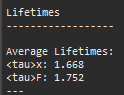 Lifetimes
------------------
Average Lifetimes:
<tau>x: 1.668
<tau>F: 1.752
---